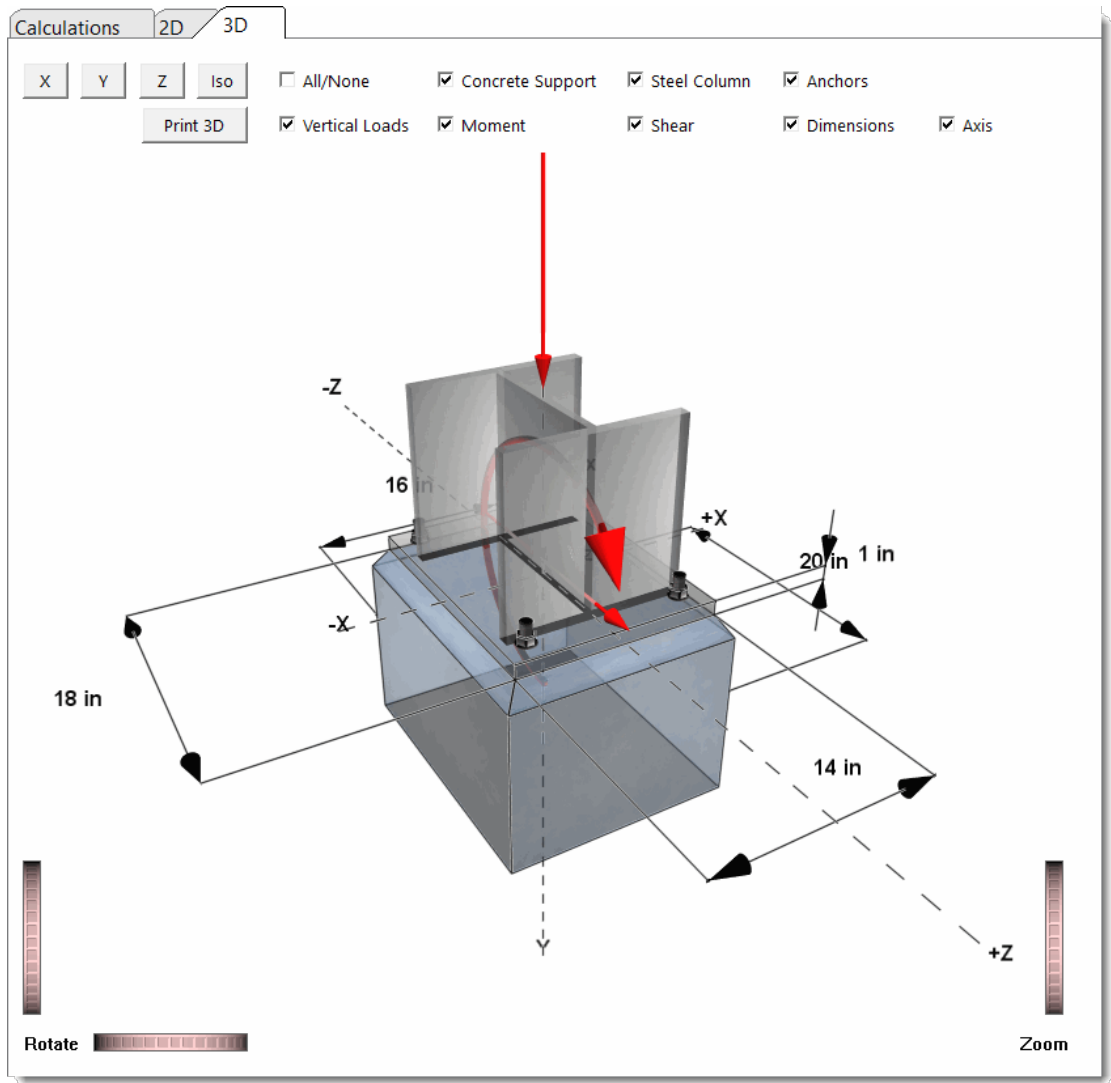 Calculations 2D 3D
X Y Z Iso All/None Concrete Support Steel Column Anchors
Print 3D Vertical Loads Moment Shear Dimensions Axis
-Z
16 in
X
+X
20 in 1 in
-X
18 in
14 in
Y
+Z
Rotate Zoom